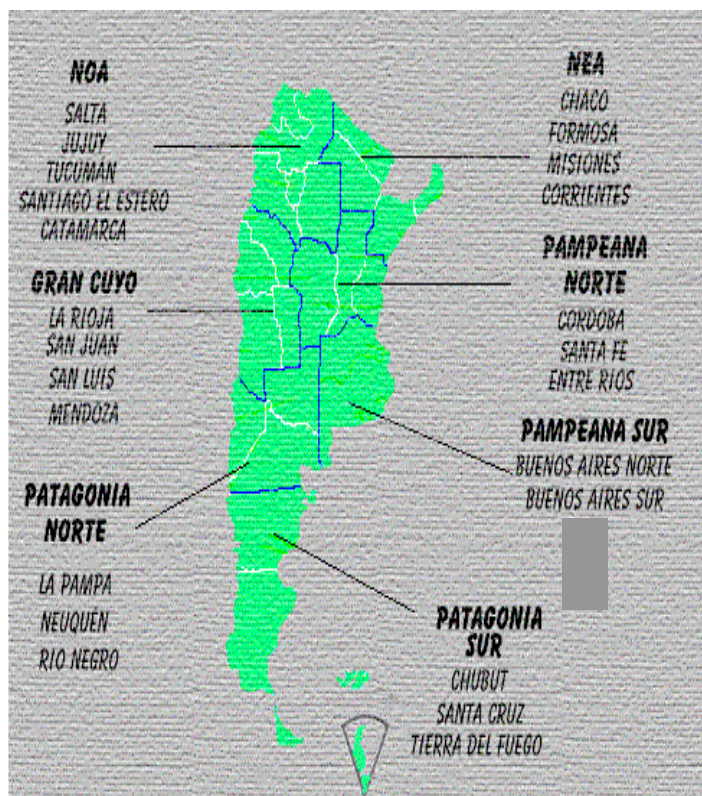 NOA
SALTA
JUJUY
TUCUMÁN
SANTIAGO EL ESTERO
CATAMARCA
GRAN CUYO
LA RIOJA
SAN JUAN
SAN LUIS
MENDOZA
PATAGONIA
NORTE
LA PAMPA
NEUQUÉN
RIO NEGRO
NEA
CHACO
FORMOSA
MISIONES
CORRIENTES
PAMPEANA
NORTE
CORDOBA
SANTA FE
ENTRE RIOS
PAMPEANA SUR
BUENOS AIRES NORTE
BUENOS AIRES SUR
PATAGONIA
SUR
CHUBUT
SANTA CRUZ
TIERRA DEL FUEGO